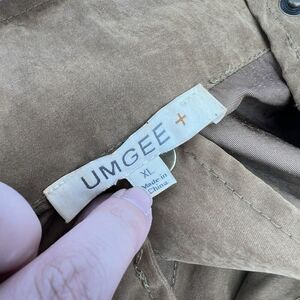 UMGEE +
XL
Made in
China